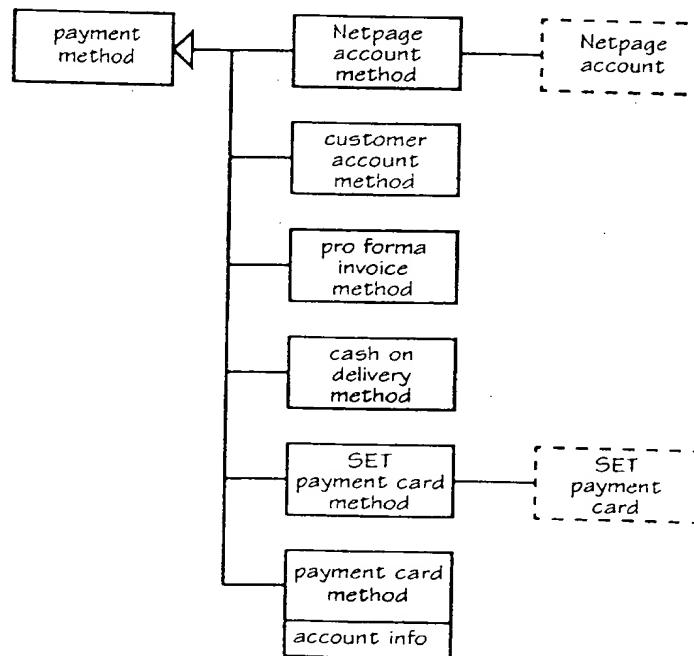 payment
method
Netpage
account
method
Netpage
account
customer
account
method
pro forma
invoice
method
cash on
delivery
method
SET
payment card
method
SET
payment
card
payment card
method
account info